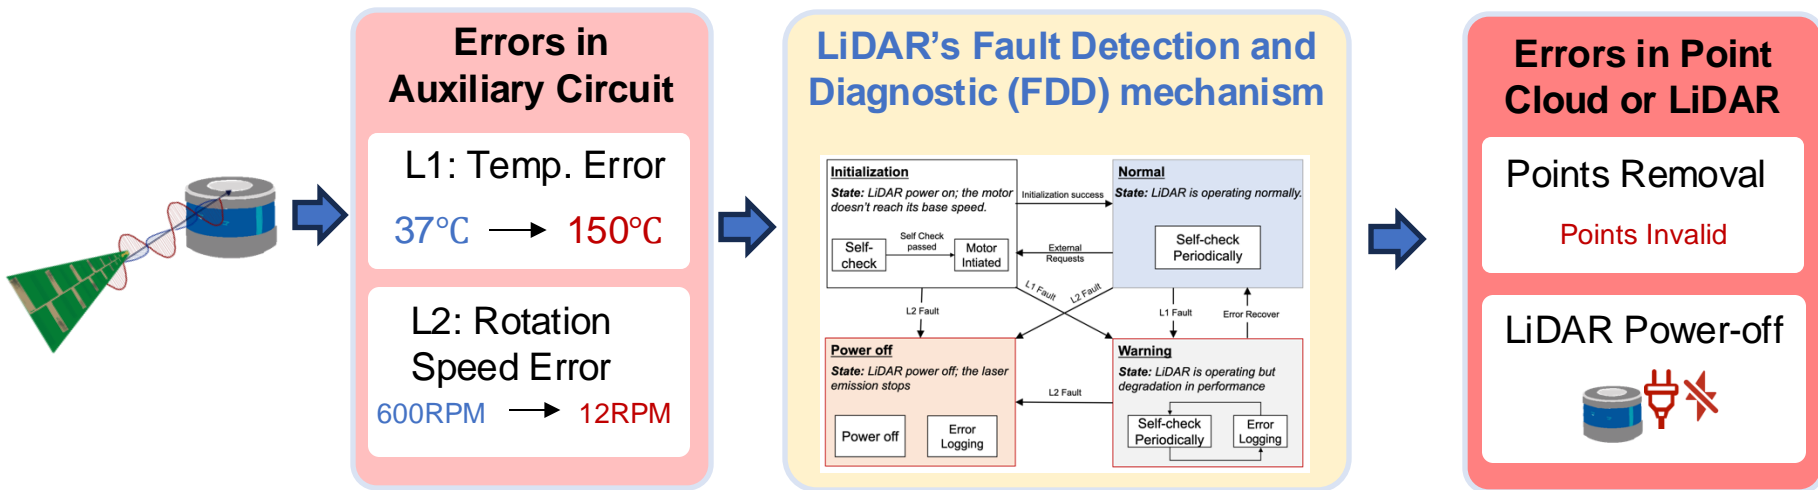 Errors in
Auxiliary Circuit
L1: Temp. Error
37℃
150℃
L2: Rotation
Speed Error
600RPM
12RPM
LiDAR’s Fault Detection and
Diagnostic (FDD) mechanism
Initialization
State: LiDAR power on; the motor
doesn't reach its base speed.
Self-
check
Self Check
passed
Motor
Intiated
Initialization success
External
Requests
Normal
State: LiDAR is operating normally.
Self-check
Periodically
L2 Fault
L1 Fault
L2 Fault
L1 Fault
Error Recover
Power off
State: LiDAR power off; the laser
emission stops
Power off
Error
Logging
L2 Fault
Warning
State: LiDAR is operating but
degradation in performance
Self-check
Periodically
Error
Logging
Errors in Point
Cloud or LiDAR
Points Removal
Points Invalid
LiDAR Power-off